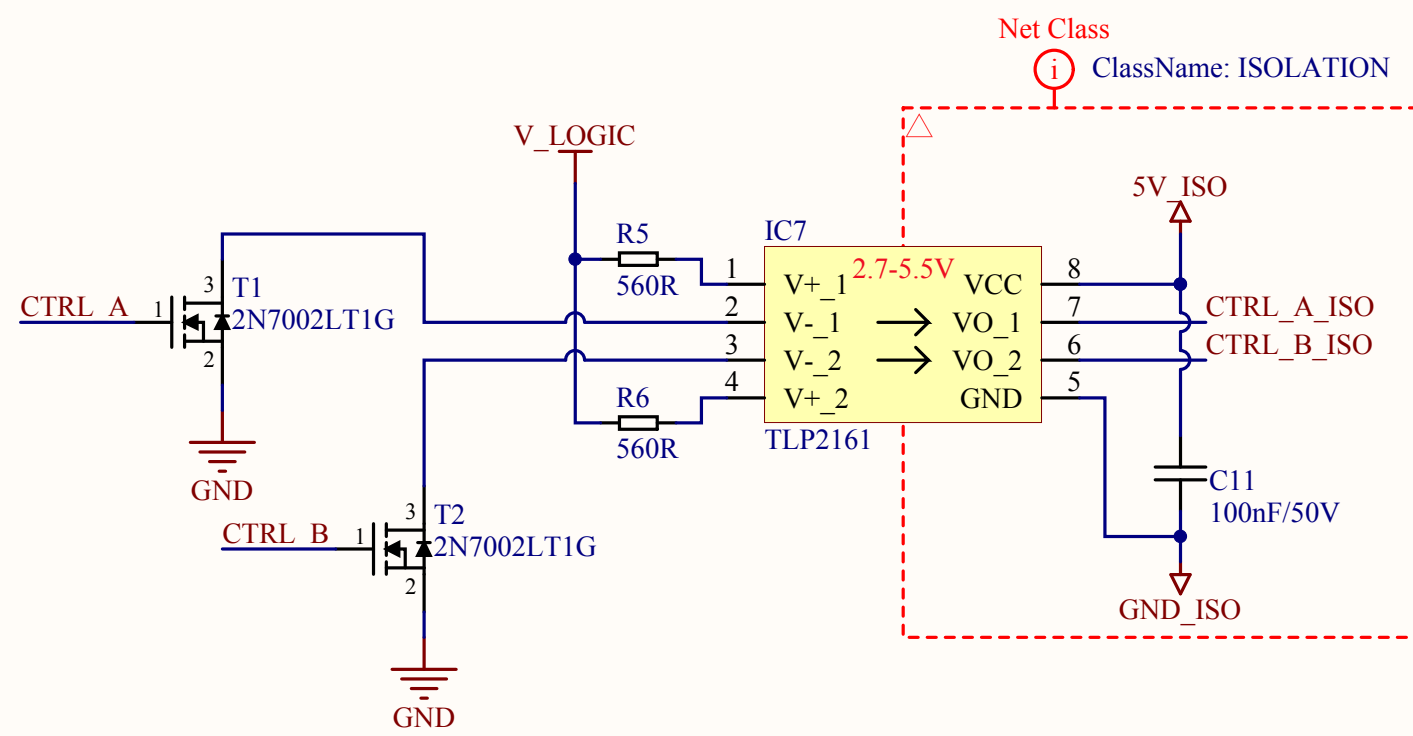 Net Class
i
ClassName: ISOLATION
V_LOGIC
5V_ISO
R5
560R
IC7
2.7-5.5V
1
V+_1
VCC
8
3
T1
CTRL_A
1
2N7002LT1G
2
2
V-_1
VO_1
7
CTRL_A_ISO
3
V-_2
VO_2
6
CTRL_B_ISO
R6
560R
4
V+_2
GND
5
TLP2161
GND
C11
100nF/50V
3
T2
CTRL_B
1
2N7002LT1G
2
GND_ISO
GND